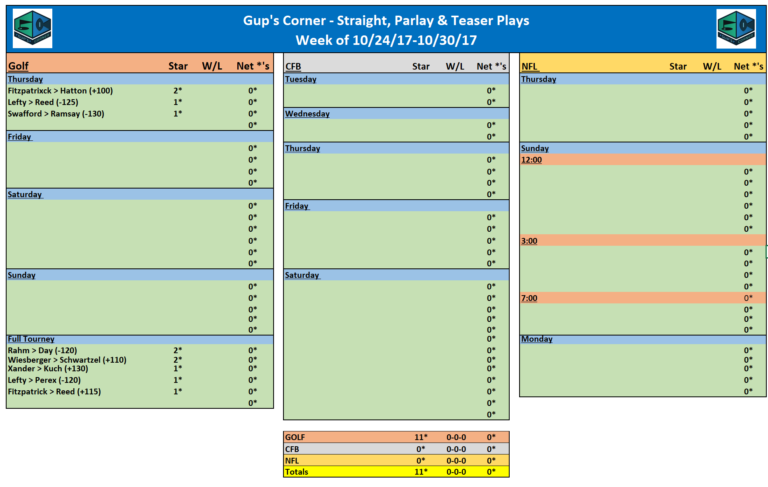 Gup's Corner - Straight, Parlay & Teaser Plays
Week of 10/24/17-10/30/17
Golf Star W/L Net *'s
Thursday
Fitzpatrixck > Hatton (+100) 2* 0*
Lefty > Reed (-125) 1* 0*
Swafford > Ramsay (-130) 1* 0*
0*
Friday
0*
0*
0*
0*
Saturday
0*
0*
0*
0*
0*
0*
Sunday
0*
0*
0*
0*
0*
Full Tourney 0*
Rahm > Day (-120) 2* 0*
Wiesberger > Schwartzel (+110) 2* 0*
Xander > Kuch (+130) 1* 0*
Lefty > Perex (-120) 1* 0*
Fitzpatrick > Reed (+115) 1* 0*
0*
CFB Star W/L Net *'s
Tuesday
0*
0*
Wednesday
0*
0*
Thursday
0*
0*
0*
0*
Friday
0*
0*
0*
0*
0*
Saturday
0*
0*
0*
0*
0*
0*
0*
0*
0*
0*
0*
0*
0*
NFL Star W/L Net *'s
Thursday
0*
0*
0*
0*
0*
Sunday
12:00
0*
0*
0*
0*
0*
0*
3:00
0*
0*
0*
0*
7:00 0*
0*
0*
0*
Monday
0*
0*
0*
0*
0*
GOLF 11* 0-0-0 0*
CFB 0* 0-0-0 0*
NFL 0* 0-0-0 0*
Totals 11* 0-0-0 0*